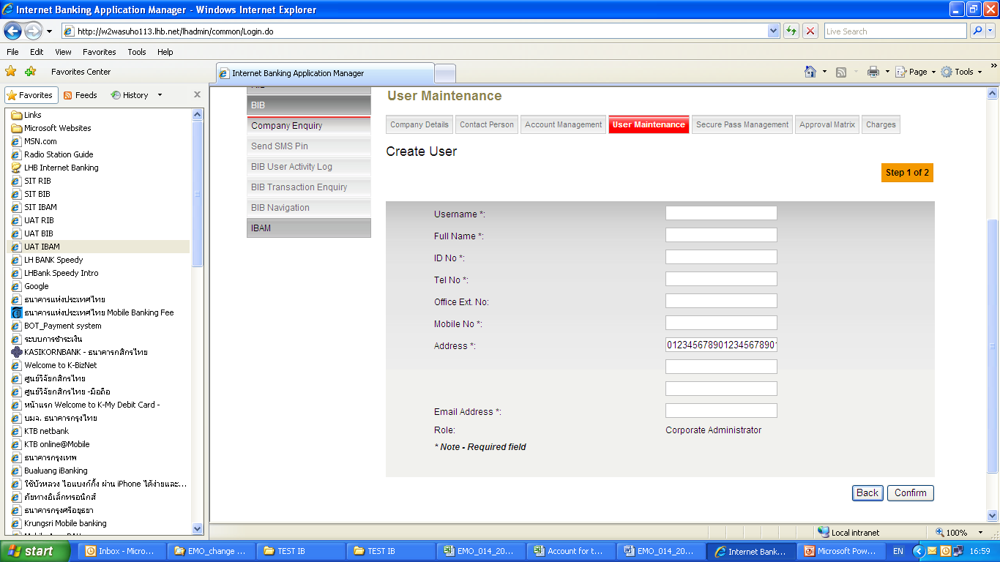 Internet Banking Application Manager - Windows Internet Explorer
http://w2wasuho113.lhb.net/lhadmin/common/Login.do
Live Search
File Edit View Favorites Tools Help
Favorites Center
Internet Banking Application Manager
Page Tools
Favorites Feeds History
Links
Microsoft Websites
MSN.com
Radio Station Guide
LHB Internet Banking
SIT RIB
SIT BIB
SIT IBAM
UAT RIB
UAT BIB
UAT IBAM
LH BANK Speedy
LHBank Speedy Intro
Google
ธนาคารแห่งประเทศไทย
ธนาคารแห่งประเทศไทย Mobile Banking Fee
BOT_Payment system
ระบบการชำระเงิน
KASIKORNBANK - ธนาคารกสิกรไทย
Welcome to K-BizNet
ศูนย์วิจัยกสิกรไทย
ศูนย์วิจัยกสิกรไทย -มือถือ
หน้าแรก Welcome to K-My Debit Card -
บมจ. ธนาคารกรุงไทย
KTB netbank
KTB online@Mobile
ธนาคารกรุงเทพ
Bualuang iBanking
ใช้บัวหลวง ไอแบงก์กิ้ง ผ่าน iPhone ได้ง่ายและ...
ภัยทางอิเล็กทรอนิกส์
ธนาคารกรุงศรีอยุธยา
Krungsri Mobile banking
BIB
Company Enquiry
Send SMS Pin
BIB User Activity Log
BIB Transaction Enquiry
BIB Navigation
IBAM
User Maintenance
Company Details Contact Person Account Management User Maintenance Secure Pass Management Approval Matrix Charges
Create User
Step 1 of 2
Username *:
Full Name *:
ID No *:
Tel No *:
Office Ext. No:
Mobile No *:
Address *: 012345678901234567890
Email Address *:
Role: Corporate Administrator
* Note - Required field
Back Confirm
Local intranet 100%
start Inbox - Micro... EMO_change ... TEST IB TEST IB EMO_014_20... Account for t... EMO_014_20... Internet Bank... Microsoft Pow... EN 16:59